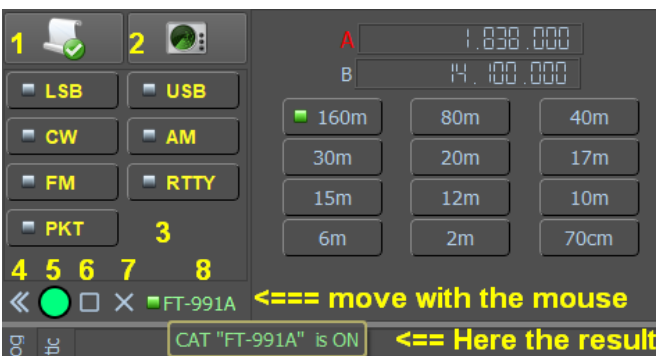 1 2
A 1.838.000
B 14.100.000
LSB USB
CW AM
FM RTTY
PKT 3
160m 80m 40m
30m 20m 17m
15m 12m 10m
6m 2m 70cm
4 5 6 7 8
FT-991A <=== move with the mouse
CAT "FT-991A" is ON <== Here the result